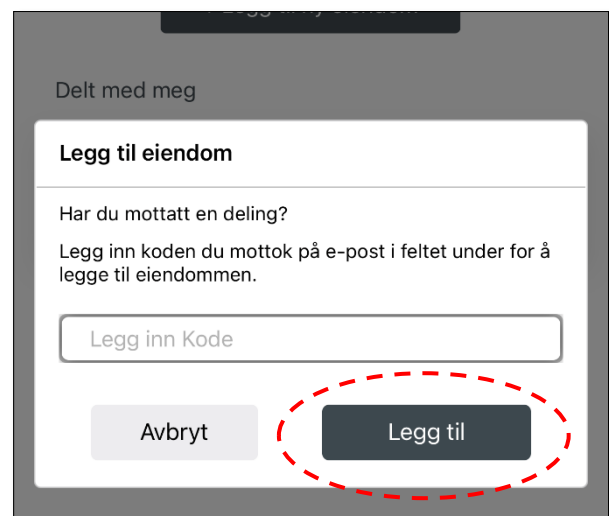 Delt med meg
Legg til eiendom
Har du mottatt en deling?
Legg inn koden du mottok på e-post i feltet under for å
legge til eiendommen.
Legg inn Kode
Avbryt
Legg til